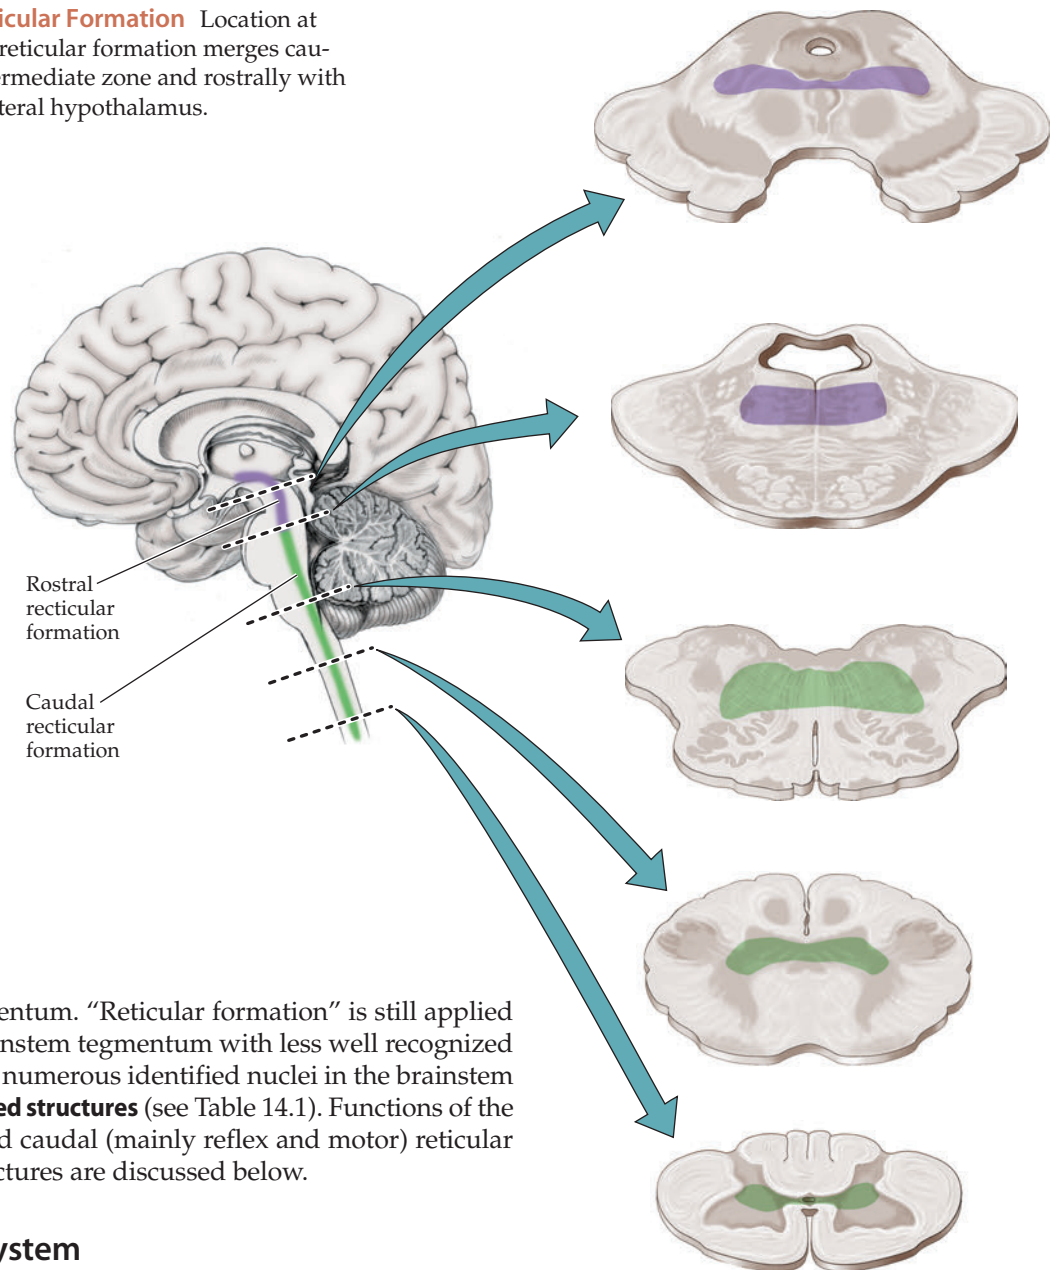 icular Formation Location at
reticular formation merges cau-
ermediate zone and rostrally with
teral hypothalamus.
Rostral
recticular
formation
Caudal
recticular
formation
entum. “Reticular formation” is still applied
instem tegmentum with less well recognized
numerous identified nuclei in the brainstem
ed structures (see Table 14.1). Functions of the
d caudal (mainly reflex and motor) reticular
ctures are discussed below.
ystem